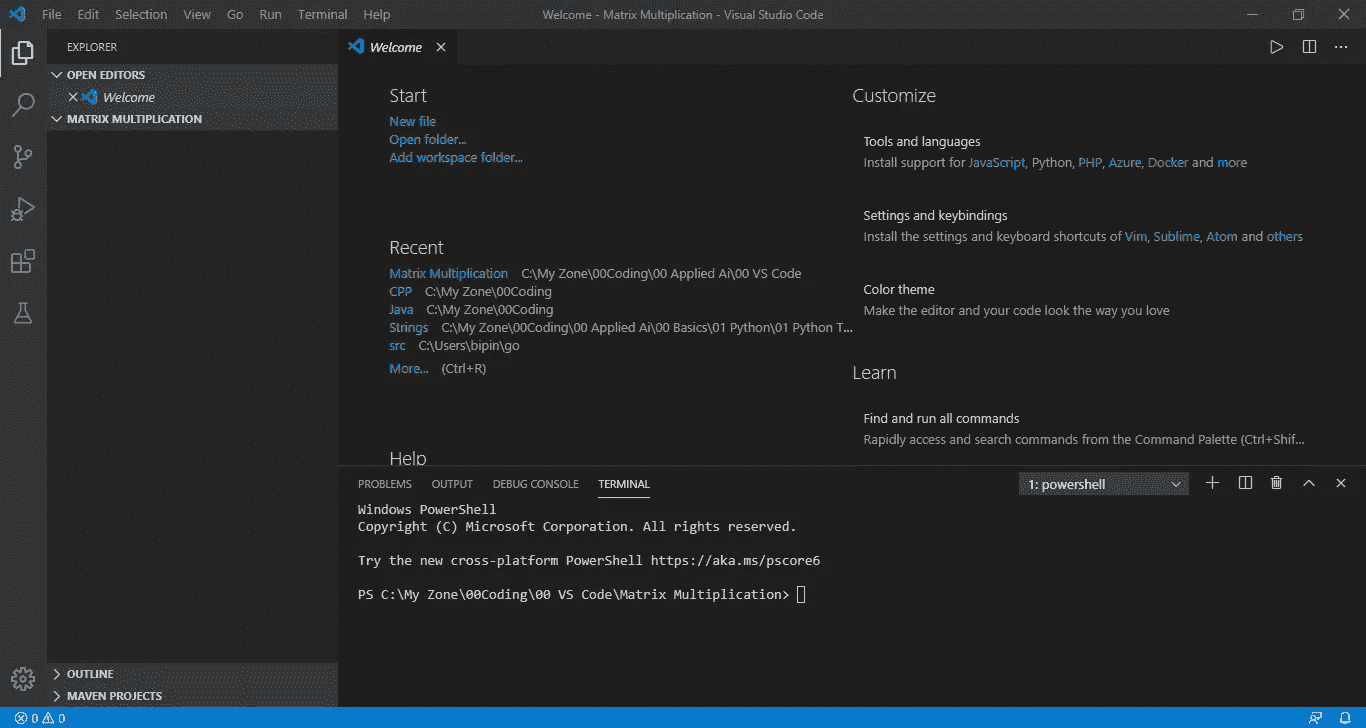 File Edit Selection View Go Run Terminal Help
Welcome - Matrix Multiplication - Visual Studio Code
EXPLORER
OPEN EDITORS
Welcome
MATRIX MULTIPLICATION
OUTLINE
MAVEN PROJECTS
Welcome
Start
New file
Open folder...
Add workspace folder...
Recent
Matrix Multiplication C:\My Zone\00Coding\00 Applied Ai\00 VS Code
CPP C:\My Zone\00Coding
Java C:\My Zone\00Coding
Strings C:\My Zone\00Coding\00 Applied Ai\00 Basics\01 Python\01 Python T...
src C:\Users\bipin\go
More... (Ctrl+R)
Help
Customize
Tools and languages
Install support for JavaScript, Python, PHP, Azure, Docker and more
Settings and keybindings
Install the settings and keyboard shortcuts of Vim, Sublime, Atom and others
Color theme
Make the editor and your code look the way you love
Learn
Find and run all commands
Rapidly access and search commands from the Command Palette (Ctrl+Shif...
PROBLEMS OUTPUT DEBUG CONSOLE TERMINAL
1: powershell
Windows PowerShell
Copyright (C) Microsoft Corporation. All rights reserved.
Try the new cross-platform PowerShell https://aka.ms/pscore6
PS C:\My Zone\00Coding\00 VS Code\Matrix Multiplication>
0 0